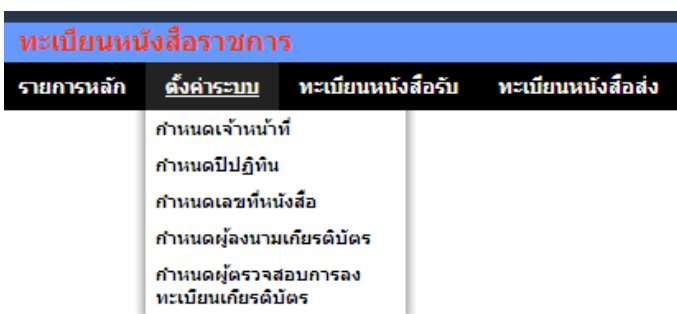 ทะเบียนหนังสือราชการ
รายการหลัก ตั้งค่าระบบ ทะเบียนหนังสือรับ ทะเบียนหนังสือส่ง
กำหนดเจ้าหน้าที่
กำหนดปีปฏิทิน
กำหนดเลขที่หนังสือ
กำหนดผู้ลงนามเกียรติบัตร
กำหนดผู้ตรวจสอบการลง
ทะเบียนเกียรติบัตร